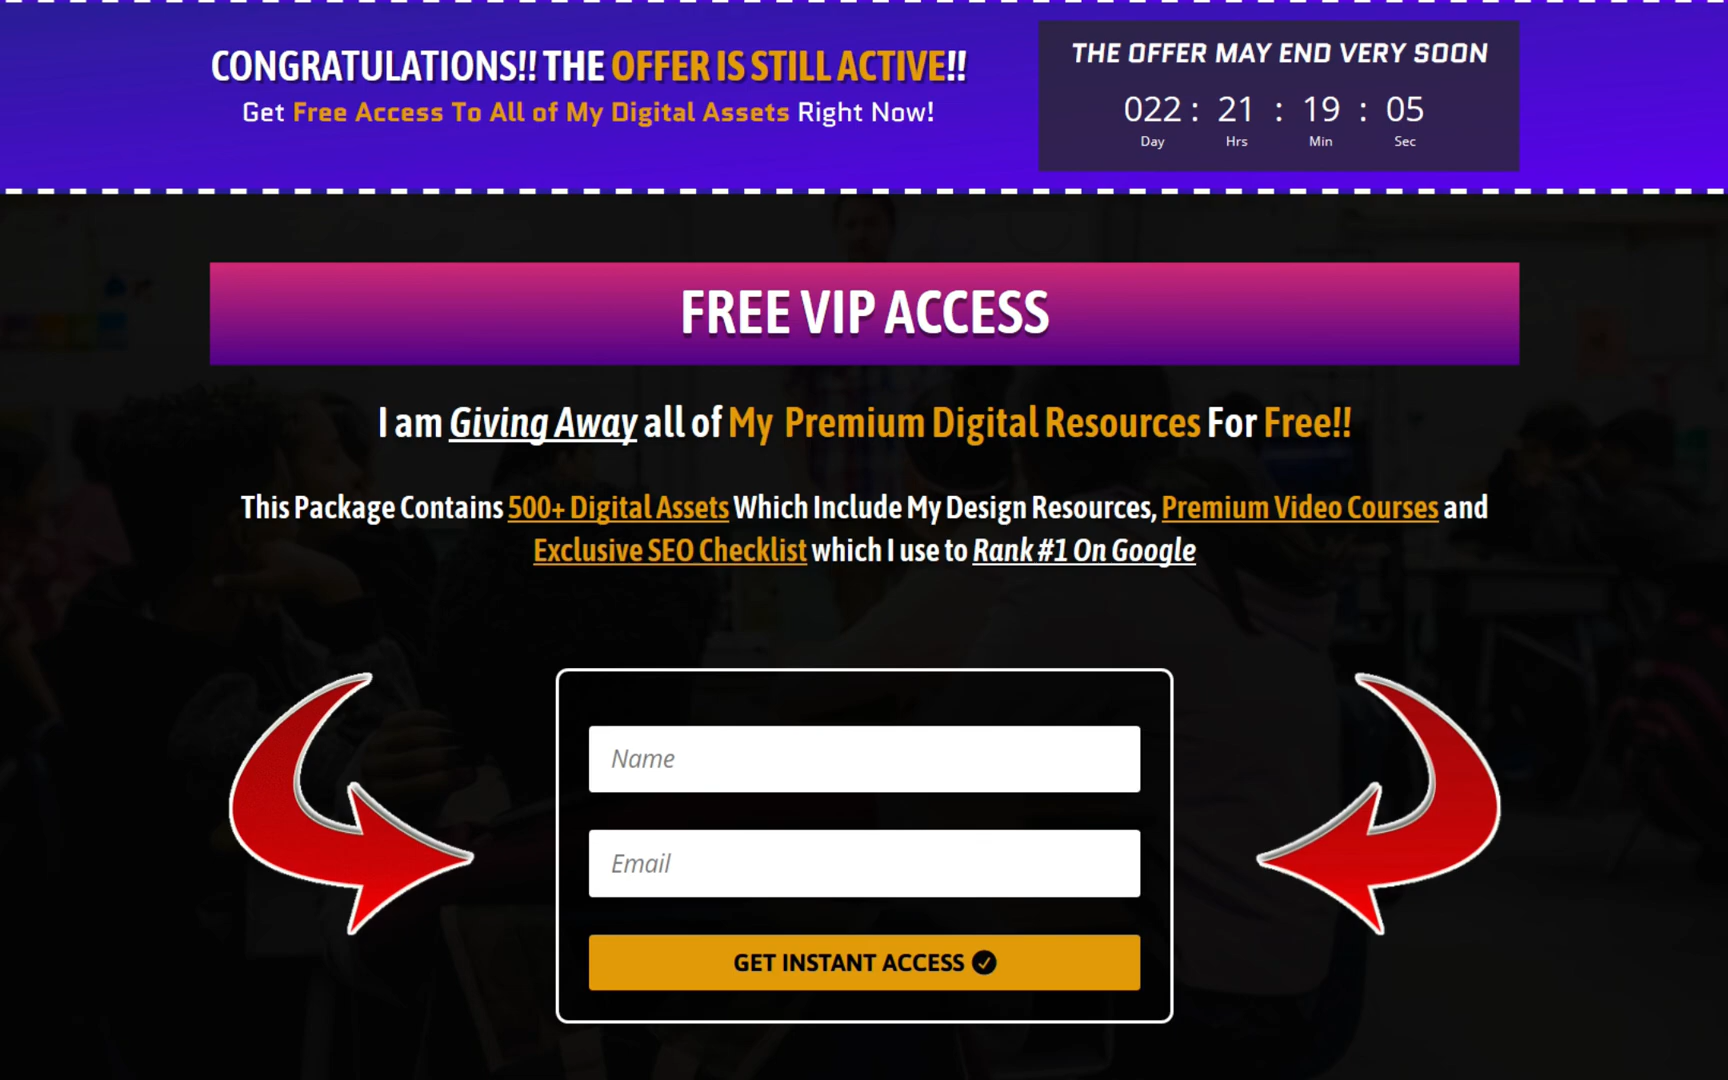 CONGRATULATIONS!! THE OFFER IS STILL ACTIVE!!
Get Free Access To All of My Digital Assets Right Now!
THE OFFER MAY END VERY SOON
022 : 21 : 19 : 05
Day Hrs Min Sec
FREE VIP ACCESS
I am Giving Away all of My Premium Digital Resources For Free!!
This Package Contains 500+ Digital Assets Which Include My Design Resources, Premium Video Courses and
Exclusive SEO Checklist which I use to Rank #1 On Google
Name
Email
GET INSTANT ACCESS